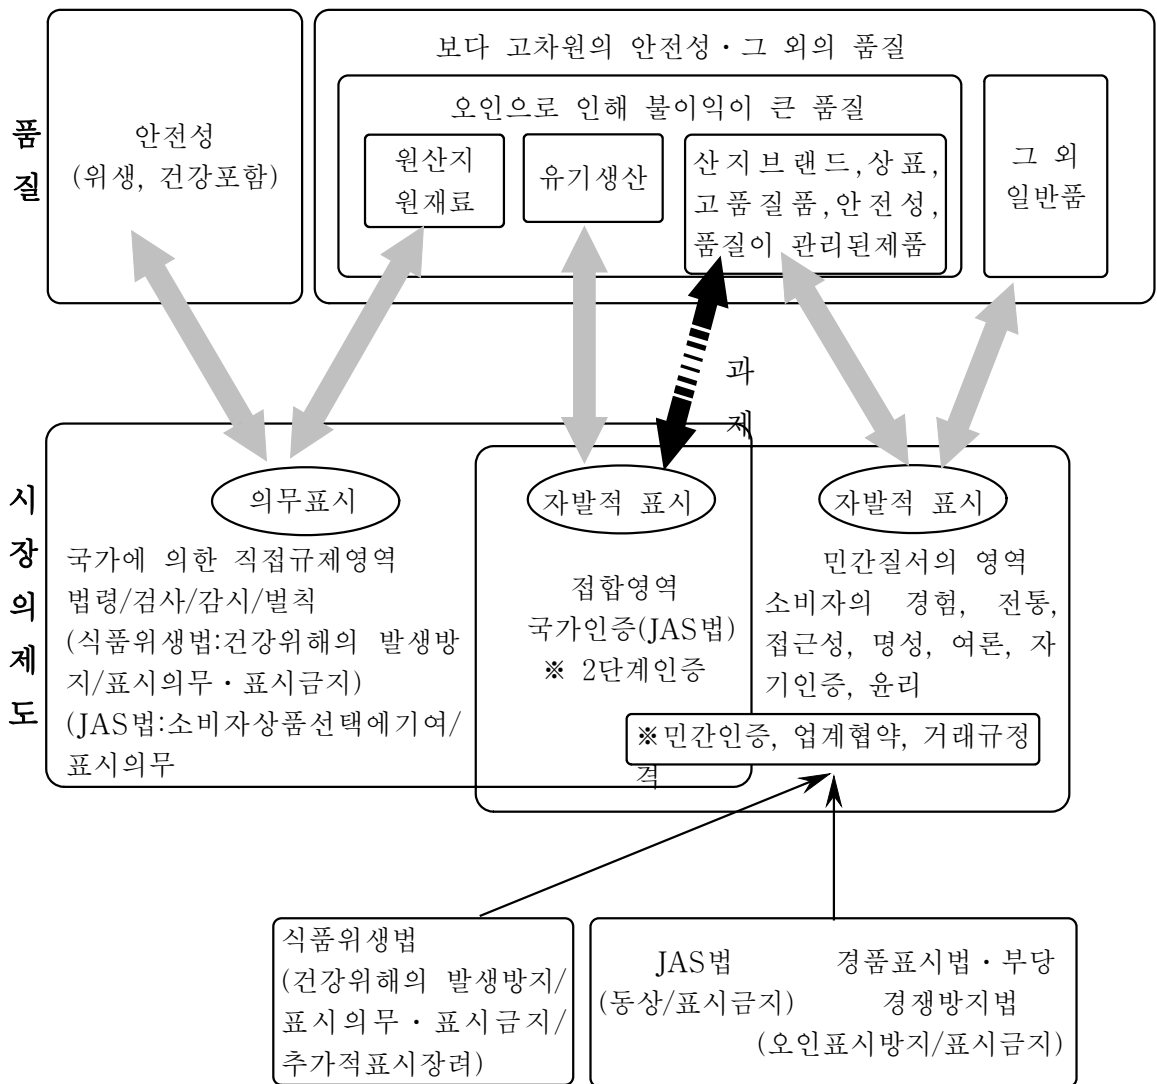 품
질
보다 고차원의 안전성·그 외의 품질
오인으로 인해 불이익이 큰 품질
안전성
(위생, 건강포함)
원산지
원재료
유기생산
산지브랜드,상표,
고품질품,안전성,
품질이 관리된제품
그 외
일반품
과
제
시
장
의
제
도
의무표시
국가에 의한 직접규제영역
법령/검사/감시/벌칙
(식품위생법:건강위해의 발생방
지/표시의무·표시금지)
(JAS법:소비자상품선택에기여/
표시의무
자발적 표시
접합영역
국가인증(JAS법)
※ 2단계인증
자발적 표시
민간질서의 영역
소비자의 경험, 전통,
접근성, 명성, 여론, 자
기인증, 윤리
※민간인증, 업계협약, 거래규정
격
식품위생법
(건강위해의 발생방지/
표시의무·표시금지/
추가적표시장려)
JAS법
(동상/표시금지)
경품표시법·부당
경쟁방지법
(오인표시방지/표시금지)